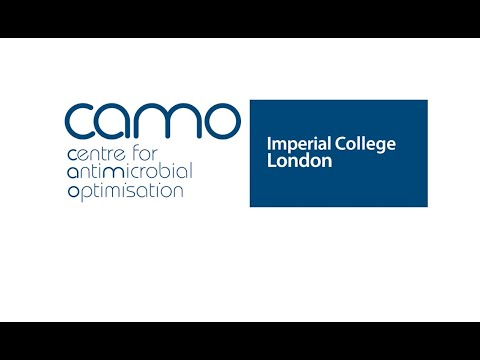 camo
centre for
antimicrobial
optimisation
Imperial College
London